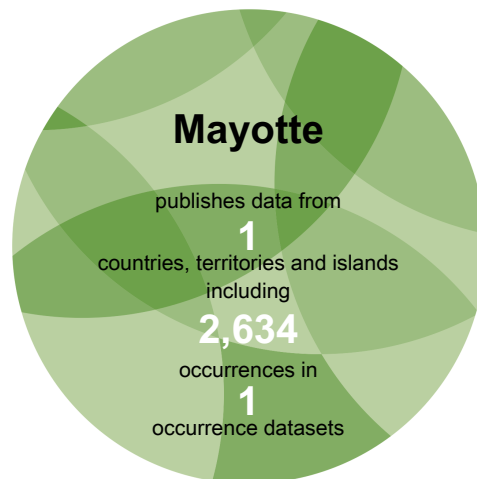 Mayotte
publishes data from
1
countries, territories and islands
including
2,634
occurrences in
1
occurrence datasets